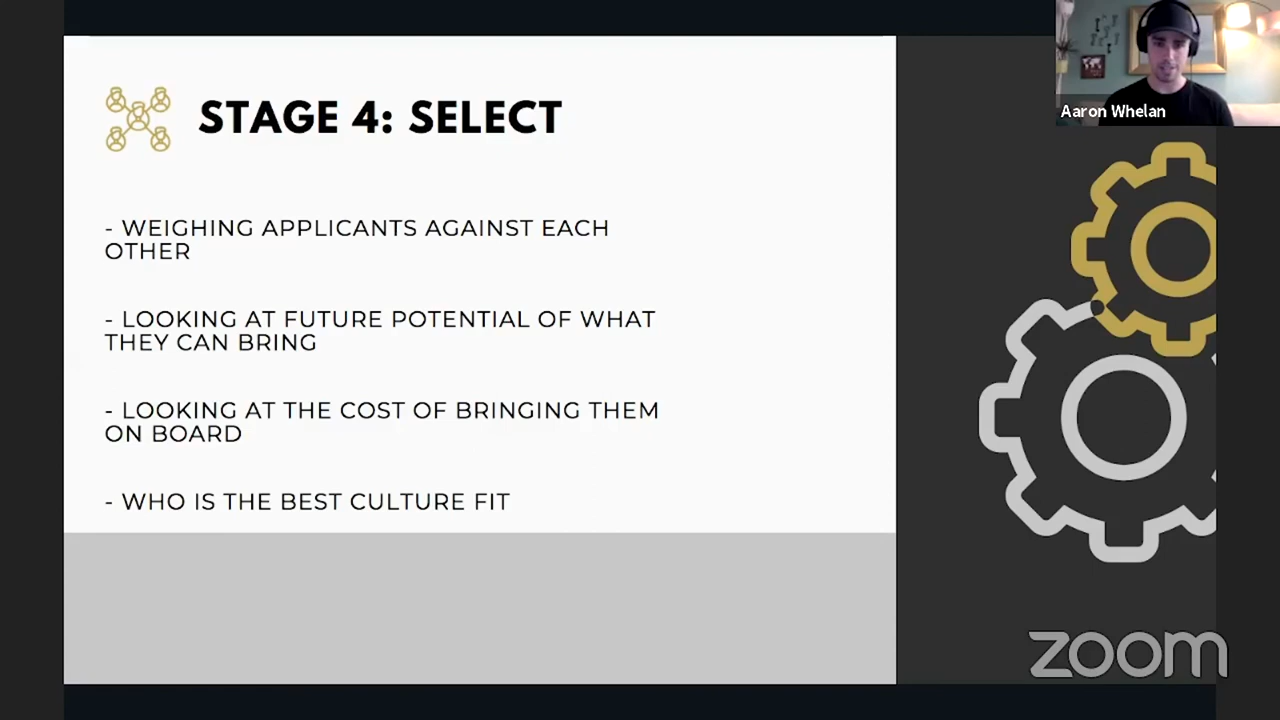 STAGE 4: SELECT
- WEIGHING APPLICANTS AGAINST EACH
OTHER
- LOOKING AT FUTURE POTENTIAL OF WHAT
THEY CAN BRING
- LOOKING AT THE COST OF BRINGING THEM
ON BOARD
- WHO IS THE BEST CULTURE FIT
Aaron Whelan
zoom